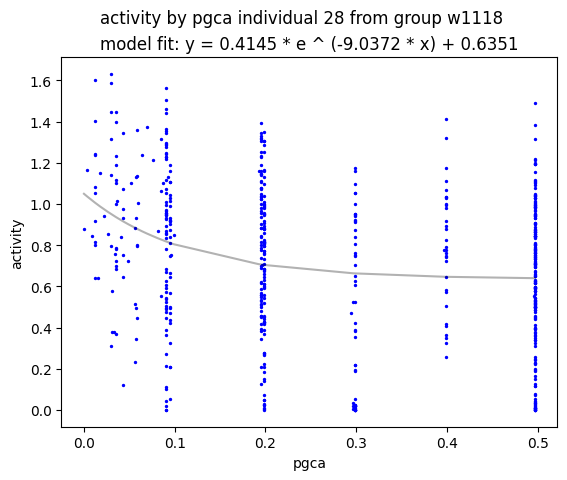 activity by pgca individual 28 from group w1118
model fit: y = 0.4145 * e ^ (-9.0372 * x) + 0.6351
1.6
1.4
1.2
1.0
0.8
0.6
0.4
0.2
0.0
activity
0.0 0.1 0.2 0.3 0.4 0.5
pgca